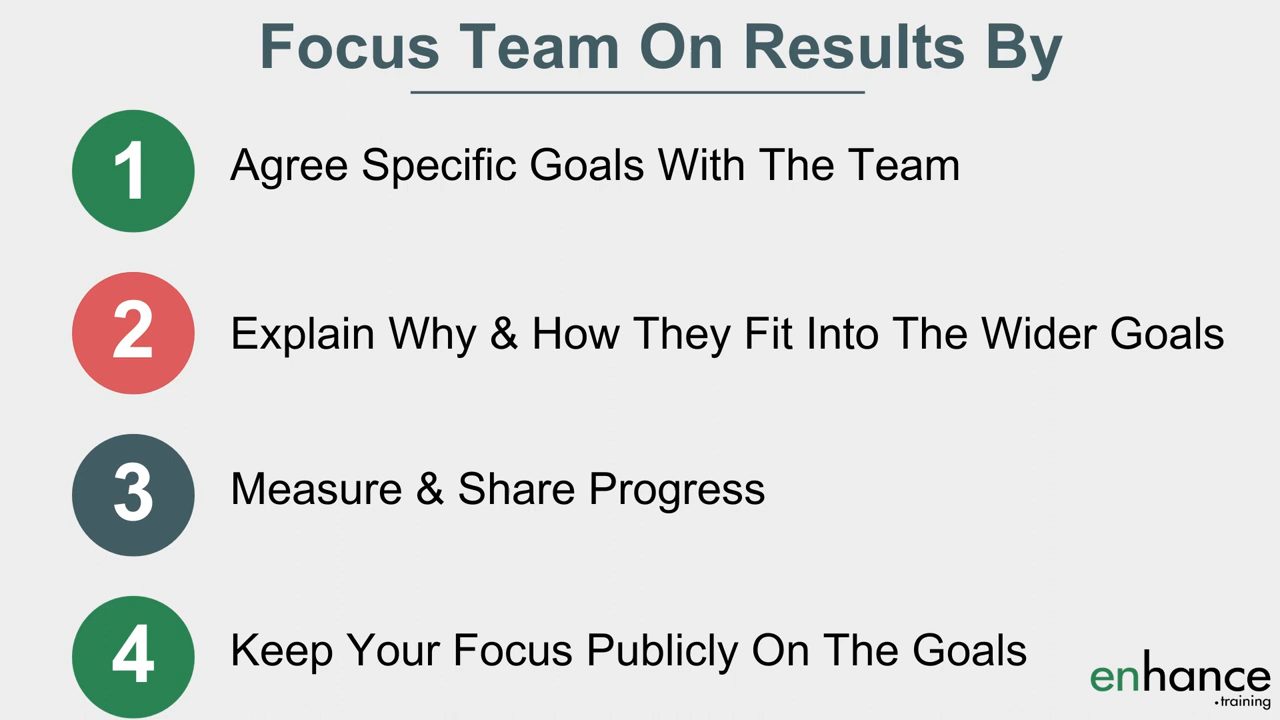 Focus Team On Results By
1
Agree Specific Goals With The Team
2
Explain Why & How They Fit Into The Wider Goals
3
Measure & Share Progress
4
Keep Your Focus Publicly On The Goals
enhance
.training